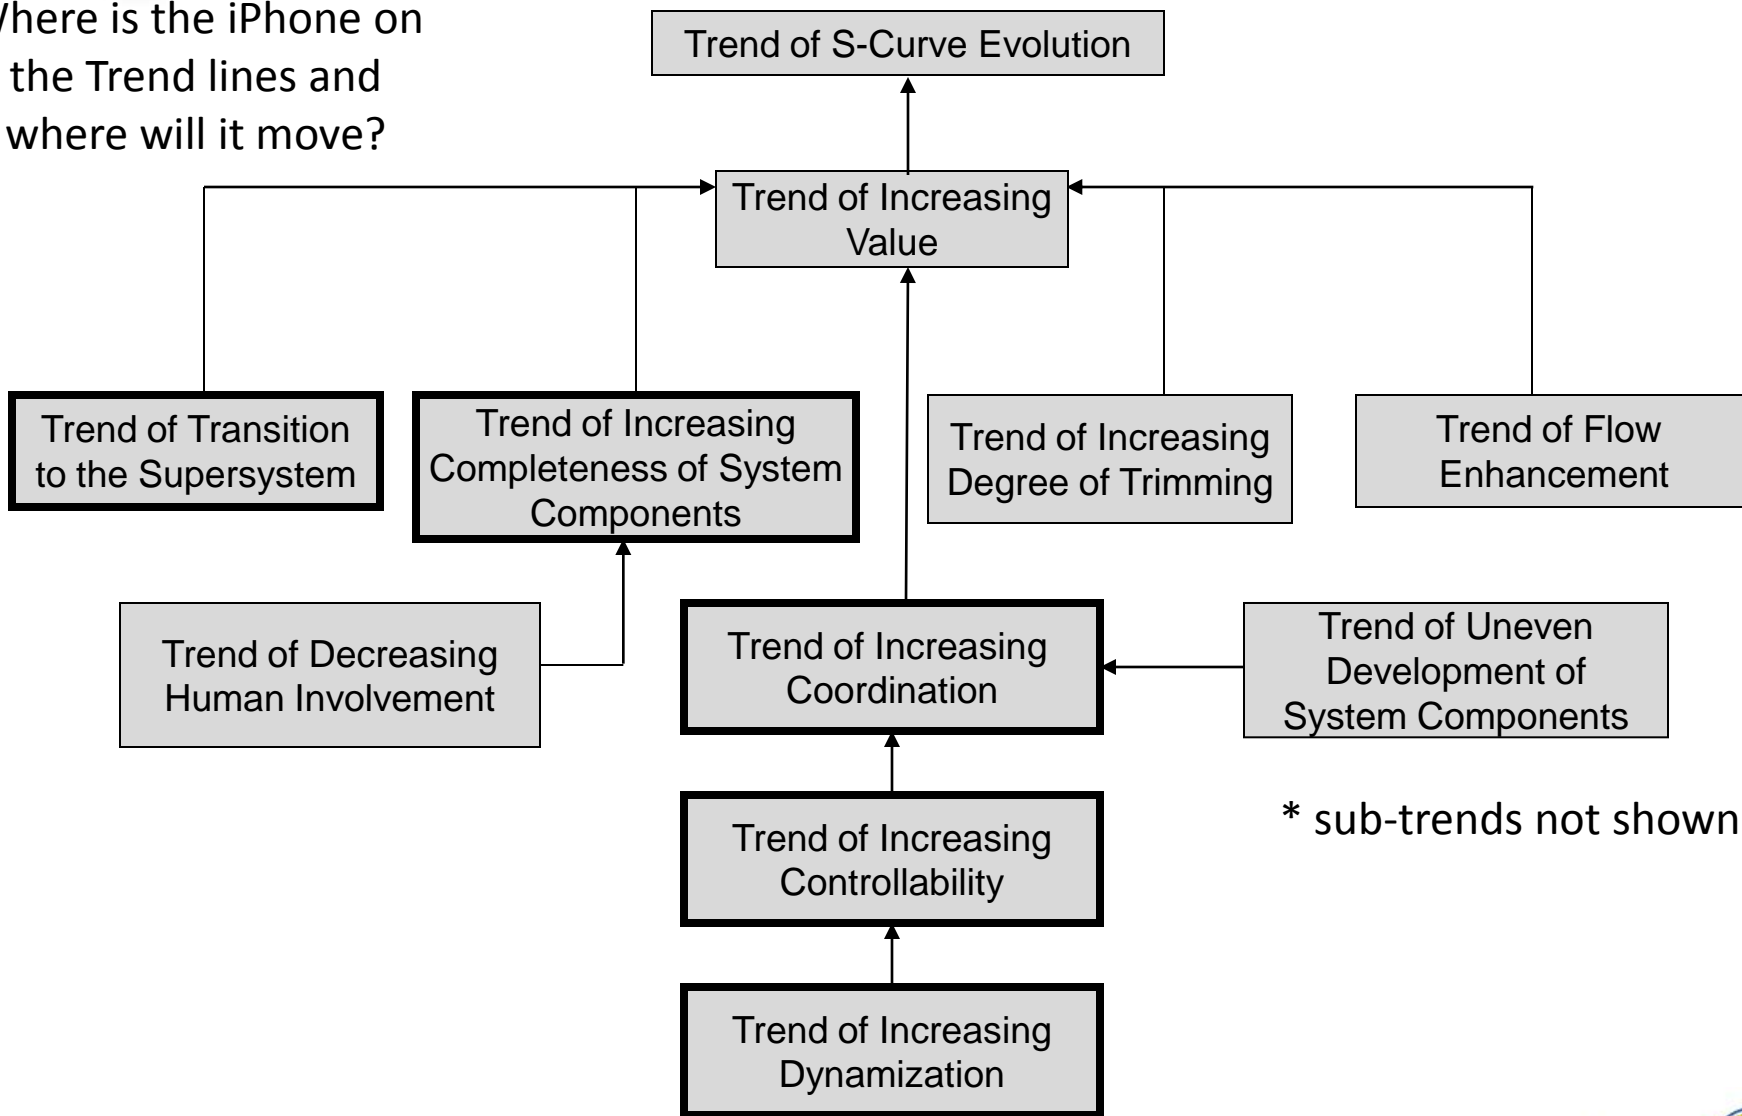 is the iPhone on
the Trend lines and
where will it move?
Trend of S-Curve Evolution
Trend of Increasing
Value
Trend of Transition
to the Supersystem
Trend of Increasing
Completeness of System
Components
Trend of Increasing
Degree of Trimming
Trend of Flow
Enhancement
Trend of Decreasing
Human Involvement
Trend of Increasing
Coordination
Trend of Uneven
Development of
System Components
Trend of Increasing
Controllability
* sub-trends not shown
Trend of Increasing
Dynamization